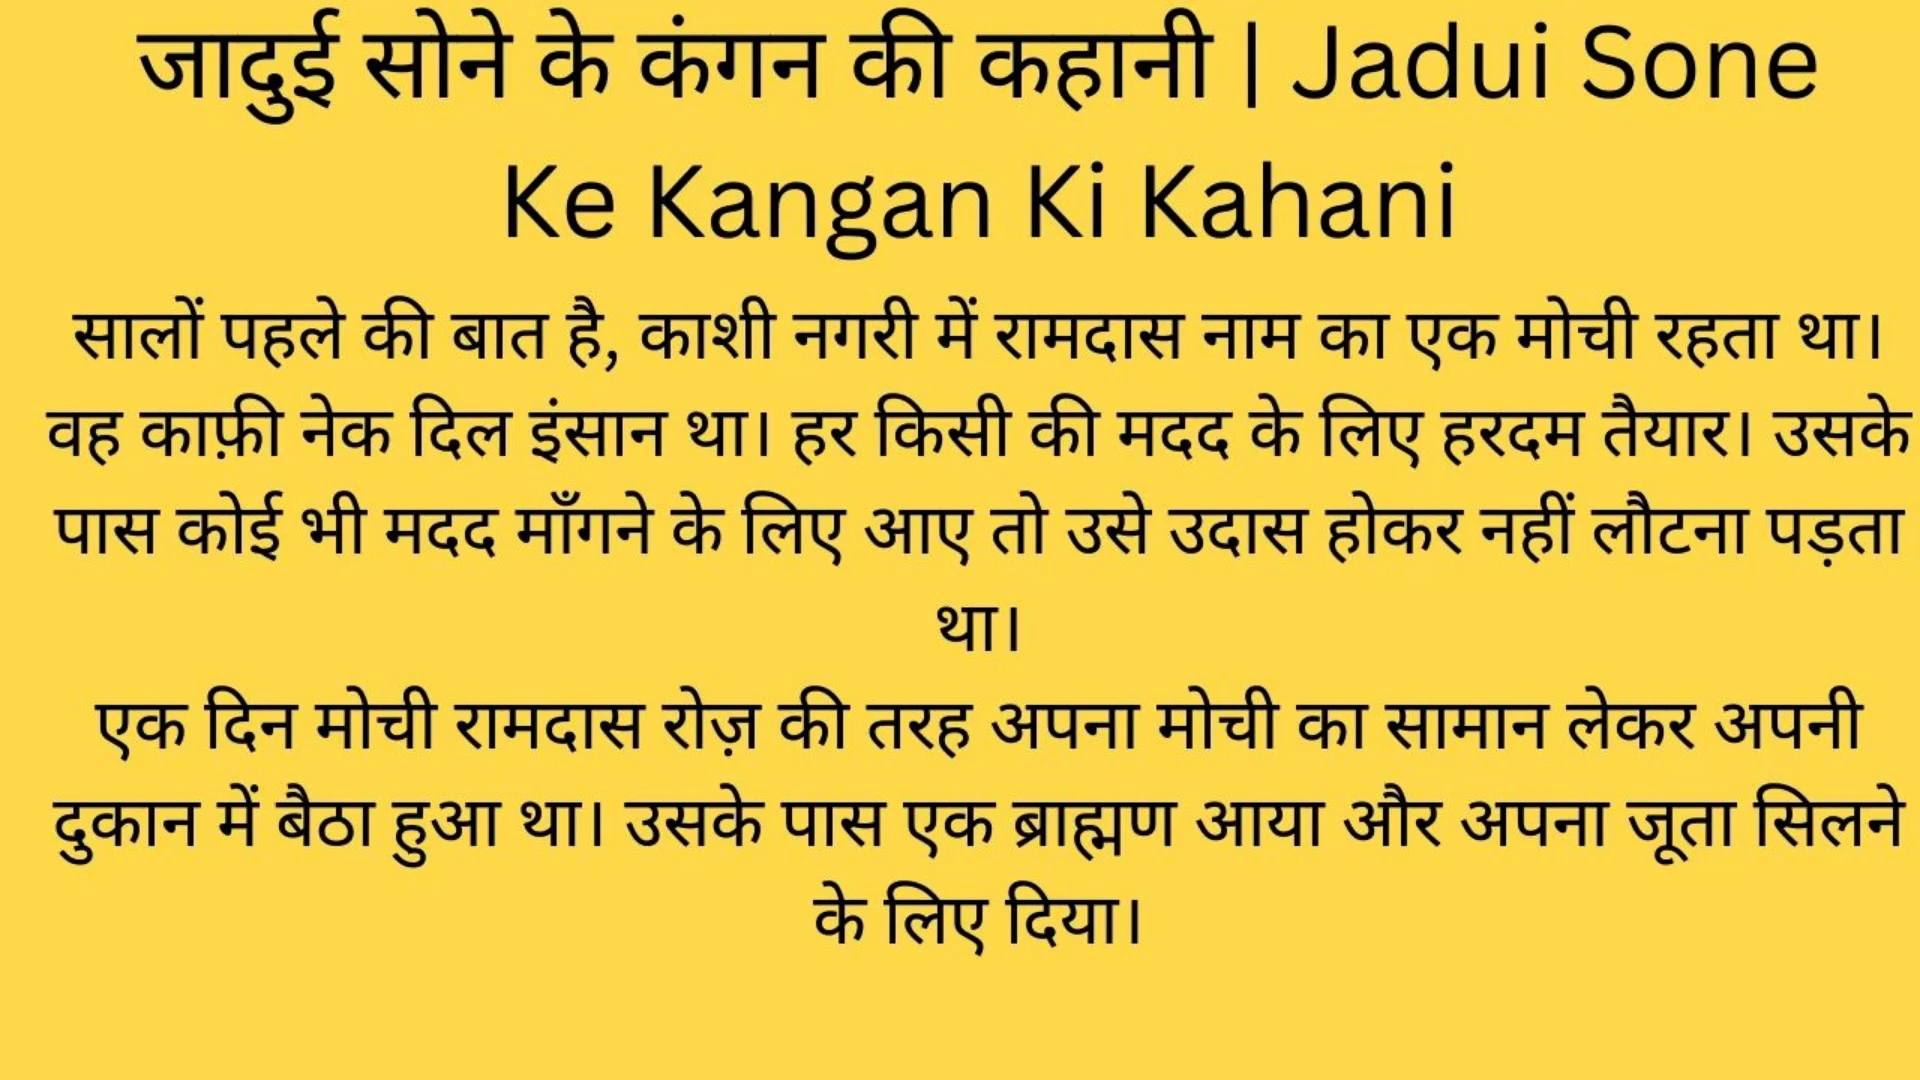 जादुई सोने के कंगन की कहानी | Jadui Sone
Ke Kangan Ki Kahani
सालों पहले की बात है, काशी नगरी में रामदास नाम का एक मोची रहता था।
वह काफ़ी नेक दिल इंसान था। हर किसी की मदद के लिए हरदम तैयार। उसके
पास कोई भी मदद माँगने के लिए आए तो उसे उदास होकर नहीं लौटना पड़ता
था।
एक दिन मोची रामदास रोज़ की तरह अपना मोची का सामान लेकर अपनी
दुकान में बैठा हुआ था। उसके पास एक ब्राह्मण आया और अपना जूता सिलने
के लिए दिया।